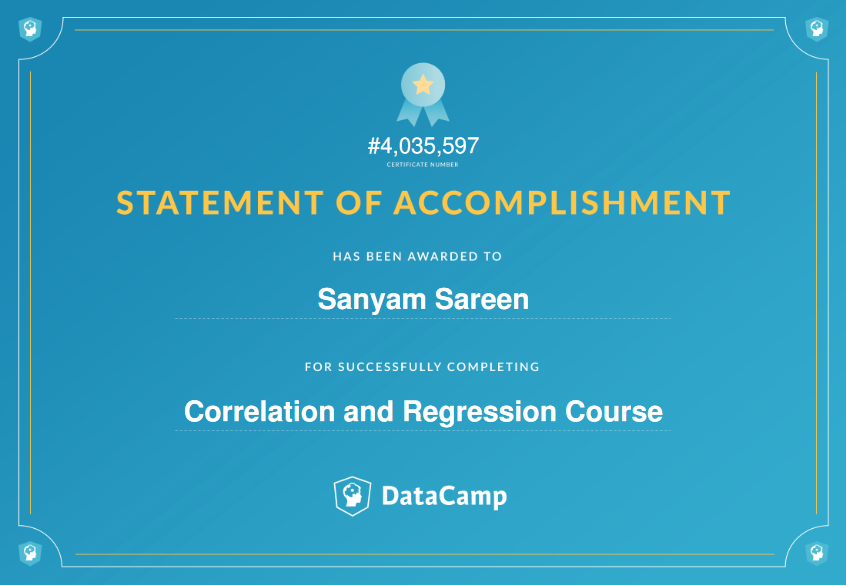 #4,035,597
CERTIFICATE NUMBER
STATEMENT OF ACCOMPLISHMENT
HAS BEEN AWARDED TO
Sanyam Sareen
FOR SUCCESSFULLY COMPLETING
Correlation and Regression Course
DataCamp